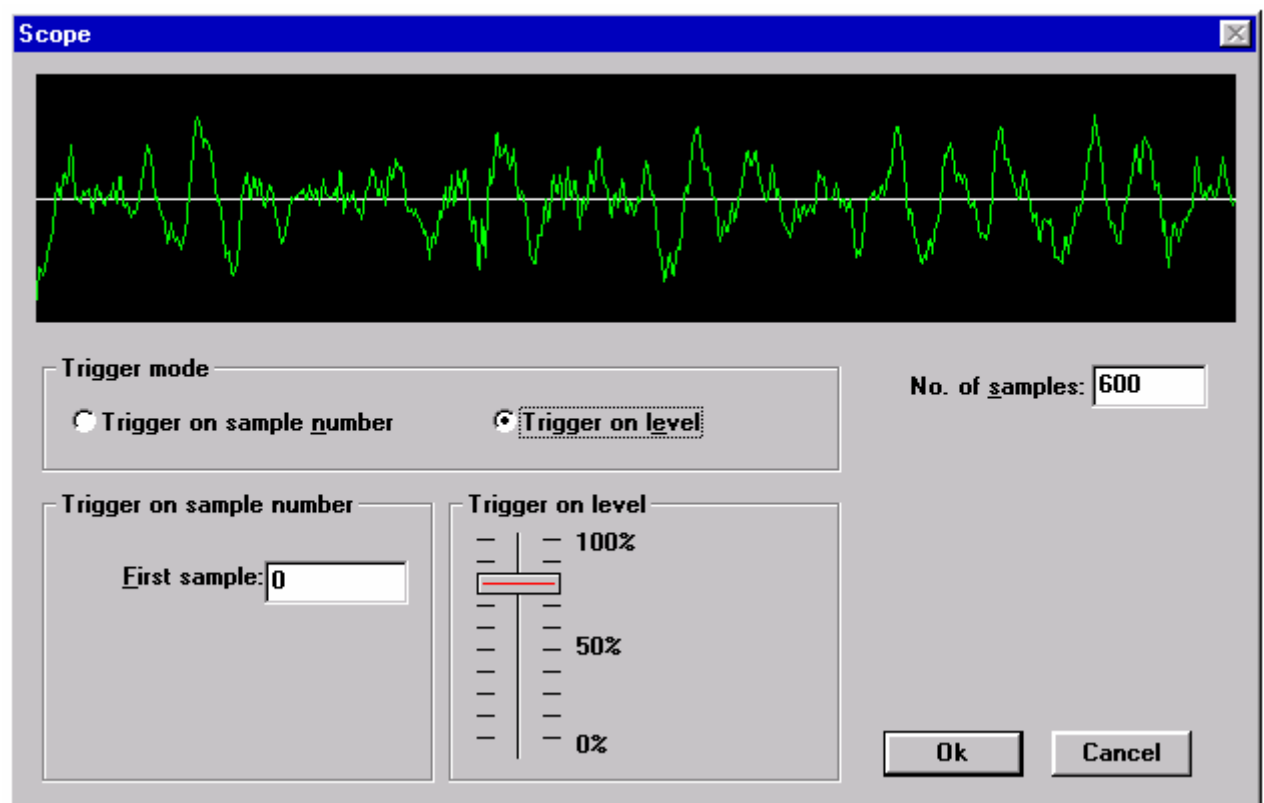 Scope
Trigger mode
Trigger on sample number
Trigger on level
No. of samples: 600
Trigger on sample number
First sample: 0
Trigger on level
100%
50%
0%
Ok
Cancel